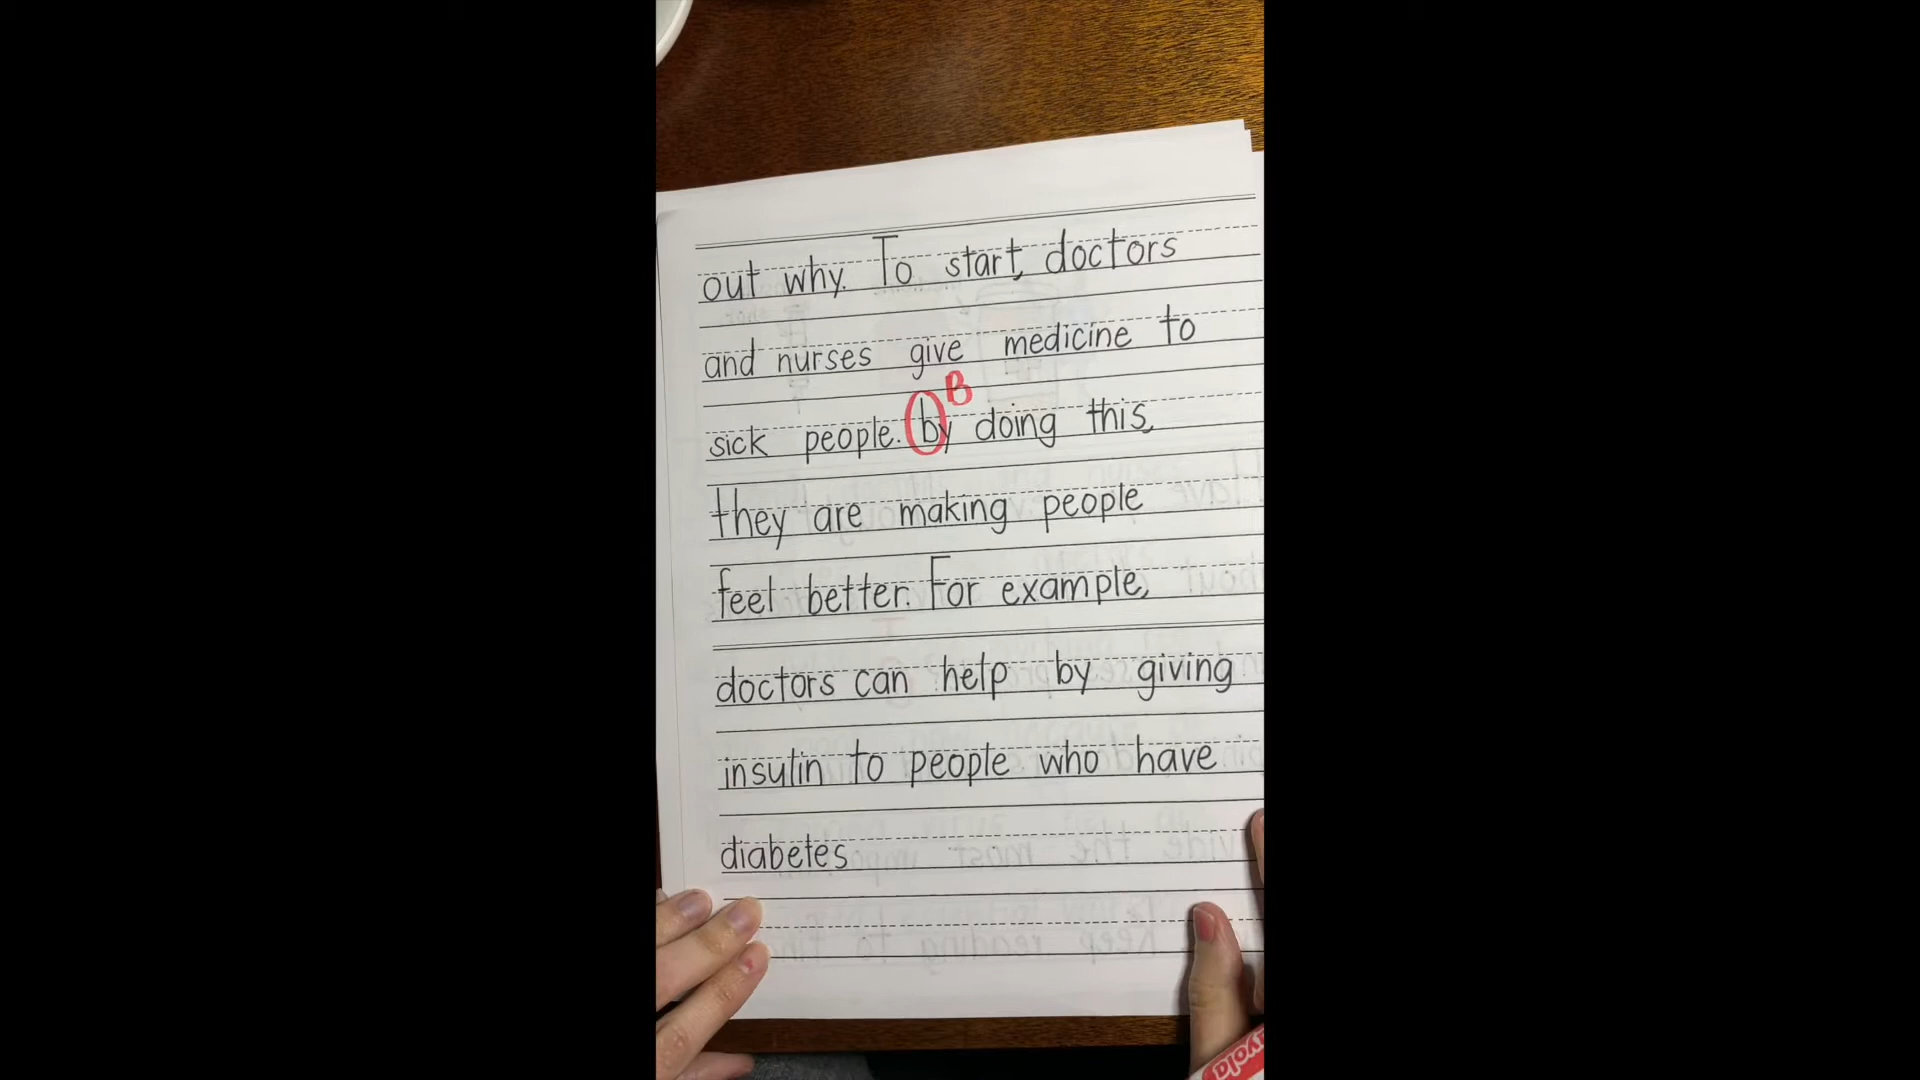 out why. To start, doctors
and nurses give medicine to
B
sick people. by doing this,
they are making people
feel better. For example,
doctors can help by giving
insulin to people who have
diabetes